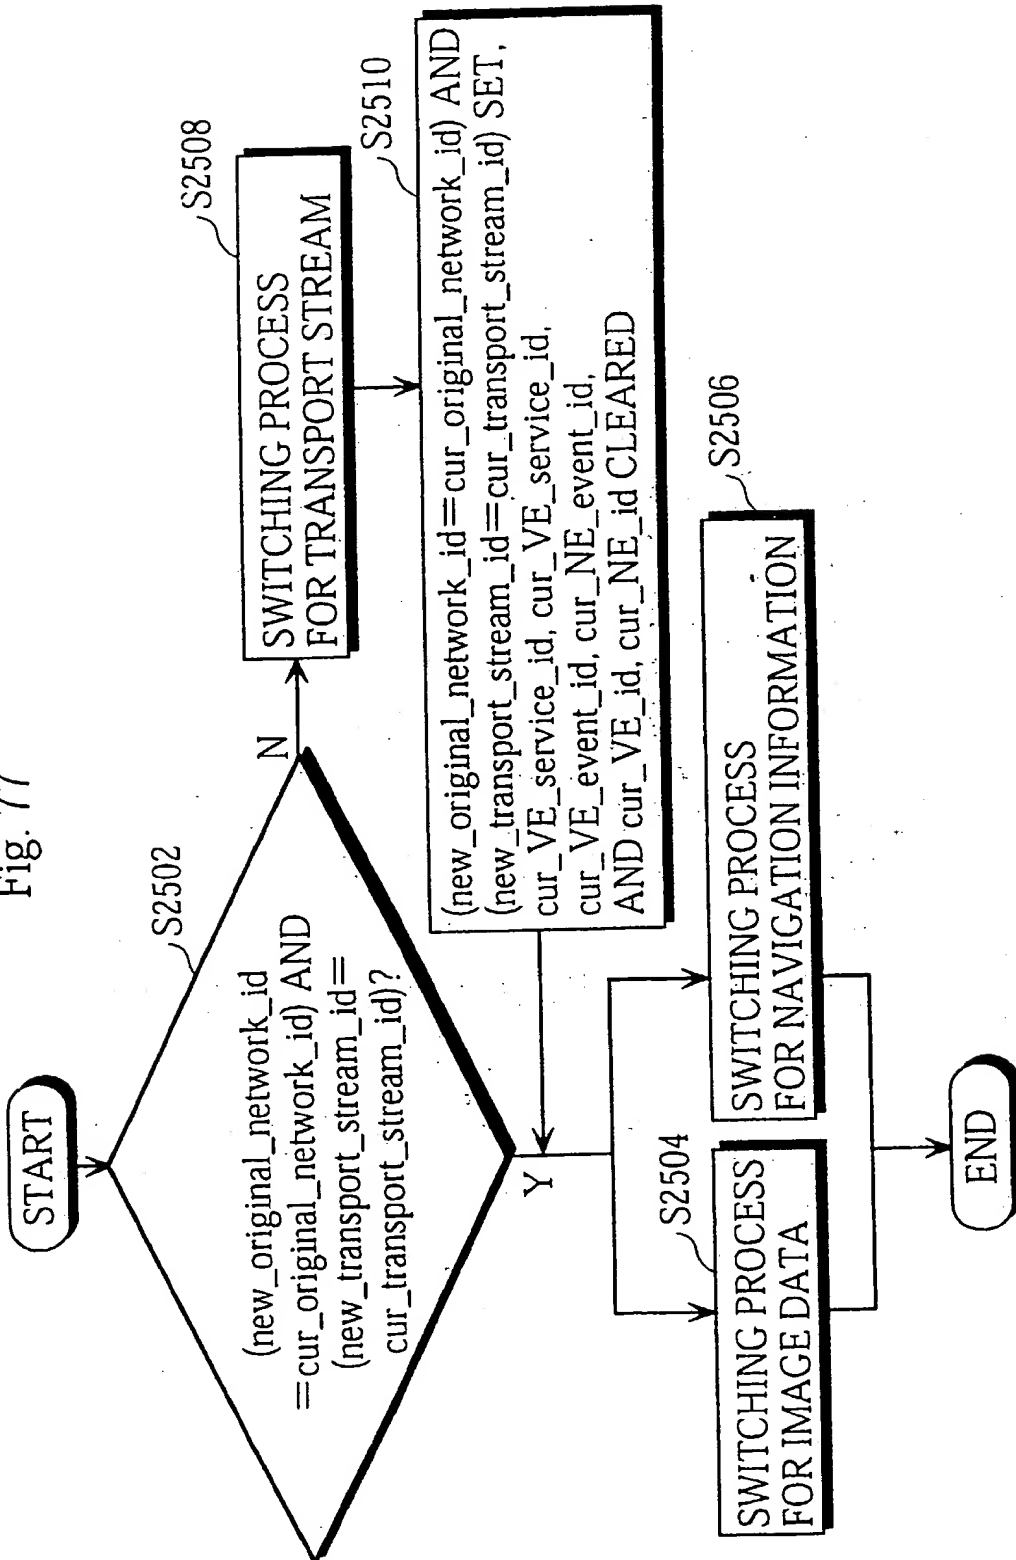 Fig. 77
START
S2502
(new_original_network_id
=cur_original_network_id) AND
(new_transport_stream_id=
cur_transport_stream_id)?
N
S2508
SWITCHING PROCESS
FOR TRANSPORT STREAM
S2510
(new_original_network_id=cur_original_network_id) AND
(new_transport_stream_id=cur_transport_stream_id) SET,
cur_VE_service_id, cur_VE_service_id,
cur_VE_event_id, cur_NE_event_id,
AND cur_VE_id, cur_NE_id CLEARED
Y
S2504
SWITCHING PROCESS
FOR IMAGE DATA
S2506
SWITCHING PROCESS
FOR NAVIGATION INFORMATION
END